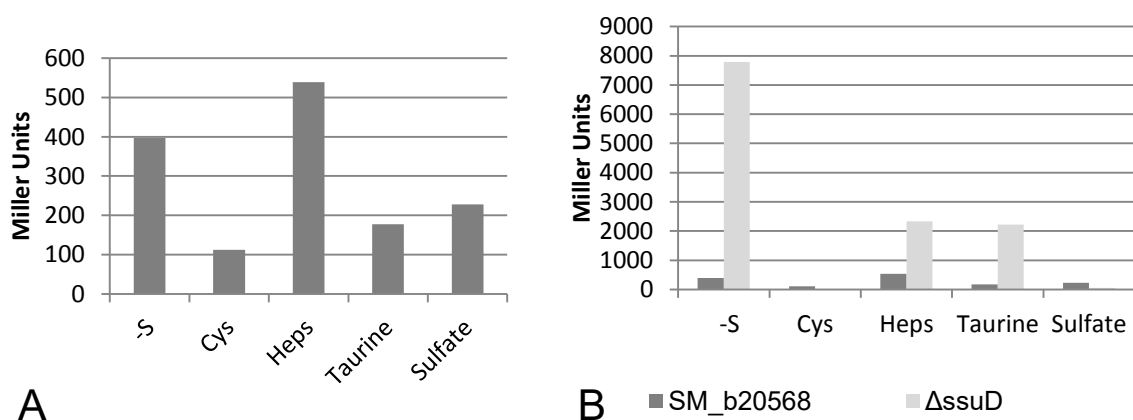 Miller Units
600
500
400
300
200
100
0
-S
Cys
Heps
Taurine
Sulfate
A
Miller Units
9000
8000
7000
6000
5000
4000
3000
2000
1000
0
-S Cys Heps Taurine Sulfate
B
SM_b20568 ΔssuD